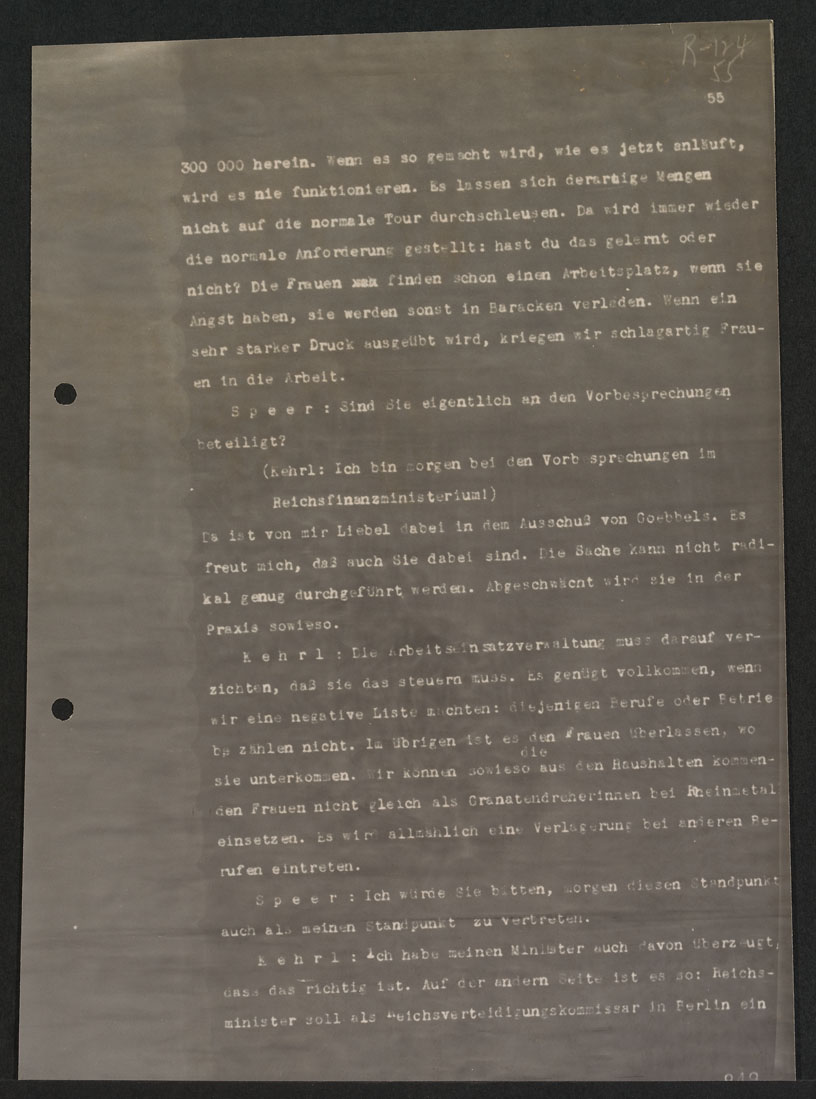 R-124
55
55
300 000 herein. Wenn es so gemacht wird, wie es jetzt anläuft,
wird es nie funktionieren. Es lassen sich derartige Mengen
nicht auf die normale Tour durchschleusen. Da wird immer wieder
die normale Anforderung gestellt: hast du das gelernt oder
nicht? Die Frauen finden schon einen Arbeitsplatz, wenn sie
Angst haben, sie werden sonst in Baracken verladen. Wenn ein
sehr starker Druck ausgeübt wird, kriegen wir schlagartig Frau-
en in die Arbeit.
S p e e r : Sind Sie eigentlich an den Vorbesprechungen
beteiligt?
(Kehrl: Ich bin morgen bei den Vorbesprechungen im
Reichsfinanzministerium!)
Da ist von mir Liebel dabei in dem Ausschuß von Goebbels. Es
freut mich, daß auch Sie dabei sind. Die Sache kann nicht radi-
kal genug durchgeführt werden. Abgeschwächt wird sie in der
Praxis sowieso.
K e h r l : Die Arbeitseinsatzverwaltung muss darauf ver-
zichten, daß sie das steuern muss. Es genügt vollkommen, wenn
wir eine negative Liste machten: diejenigen Berufe oder Betrie
be zählen nicht. Im Übrigen ist es den Frauen überlassen, wo
die
sie unterkommen. Wir können sowieso aus den Haushalten kommen-
den Frauen nicht gleich als Granatendreherinnen bei Rheinmetal
einsetzen. Es wird allmählich eine Verlagerung bei anderen Be-
rufen eintreten.
S p e e r : Ich würde Sie bitten, morgen diesen Standpunkt
auch als meinen Standpunkt zu vertreten.
K e h r l : Ich habe meinen Minister auch davon überzeugt,
dass das richtig ist. Auf der andern Seite ist es so: Reichs-
minister soll als Reichsverteidigungskommissar in Berlin ein